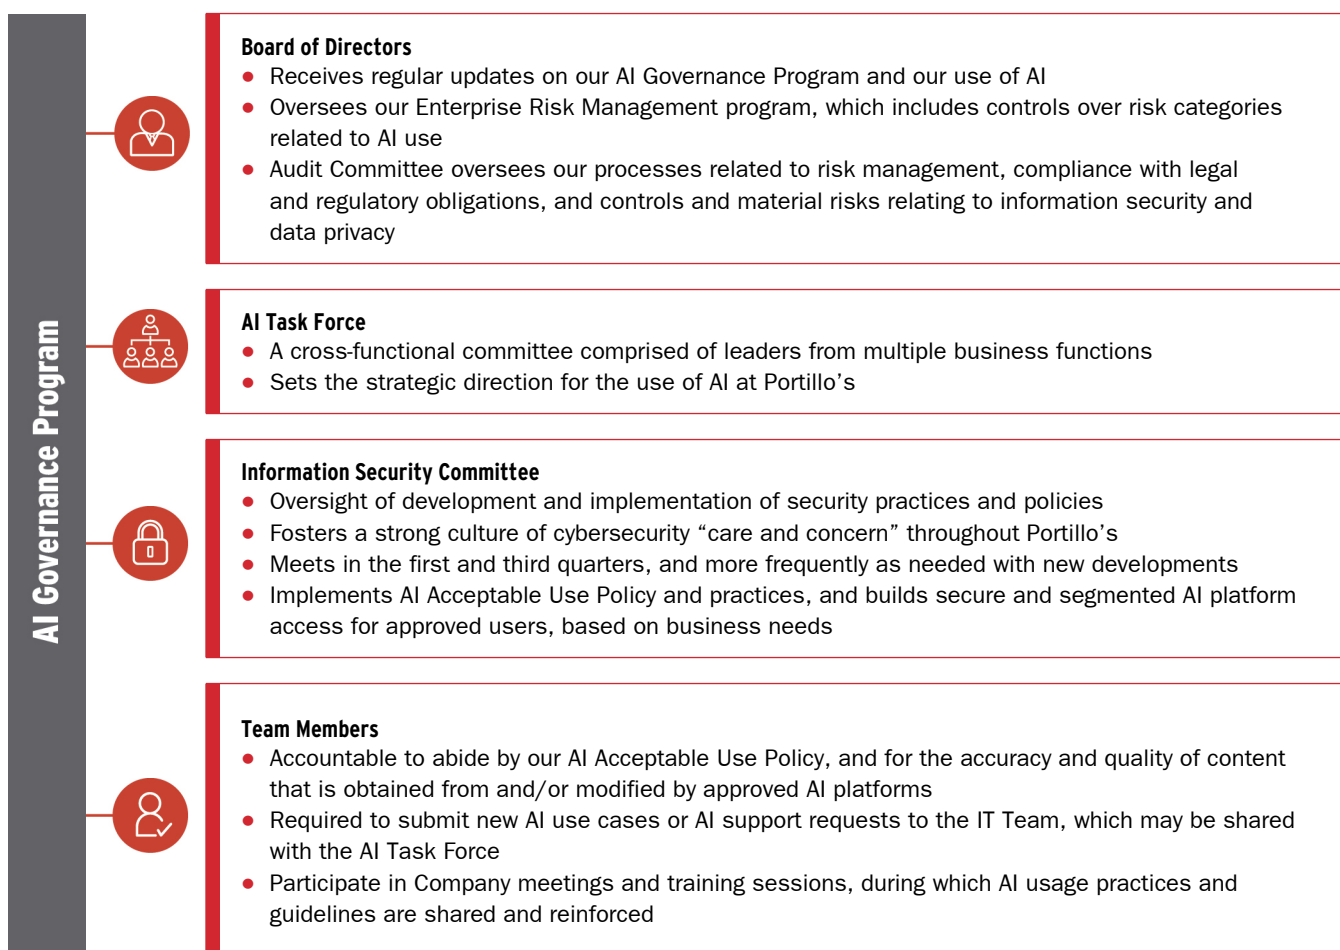 AI Governance Program
Board of Directors
● Receives regular updates on our AI Governance Program and our use of AI
● Oversees our Enterprise Risk Management program, which includes controls over risk categories
related to AI use
● Audit Committee oversees our processes related to risk management, compliance with legal
and regulatory obligations, and controls and material risks relating to information security and
data privacy
AI Task Force
● A cross-functional committee comprised of leaders from multiple business functions
● Sets the strategic direction for the use of AI at Portillo’s
Information Security Committee
● Oversight of development and implementation of security practices and policies
● Fosters a strong culture of cybersecurity “care and concern” throughout Portillo’s
● Meets in the first and third quarters, and more frequently as needed with new developments
● Implements AI Acceptable Use Policy and practices, and builds secure and segmented AI platform
access for approved users, based on business needs
Team Members
● Accountable to abide by our AI Acceptable Use Policy, and for the accuracy and quality of content
that is obtained from and/or modified by approved AI platforms
● Required to submit new AI use cases or AI support requests to the IT Team, which may be shared
with the AI Task Force
● Participate in Company meetings and training sessions, during which AI usage practices and
guidelines are shared and reinforced